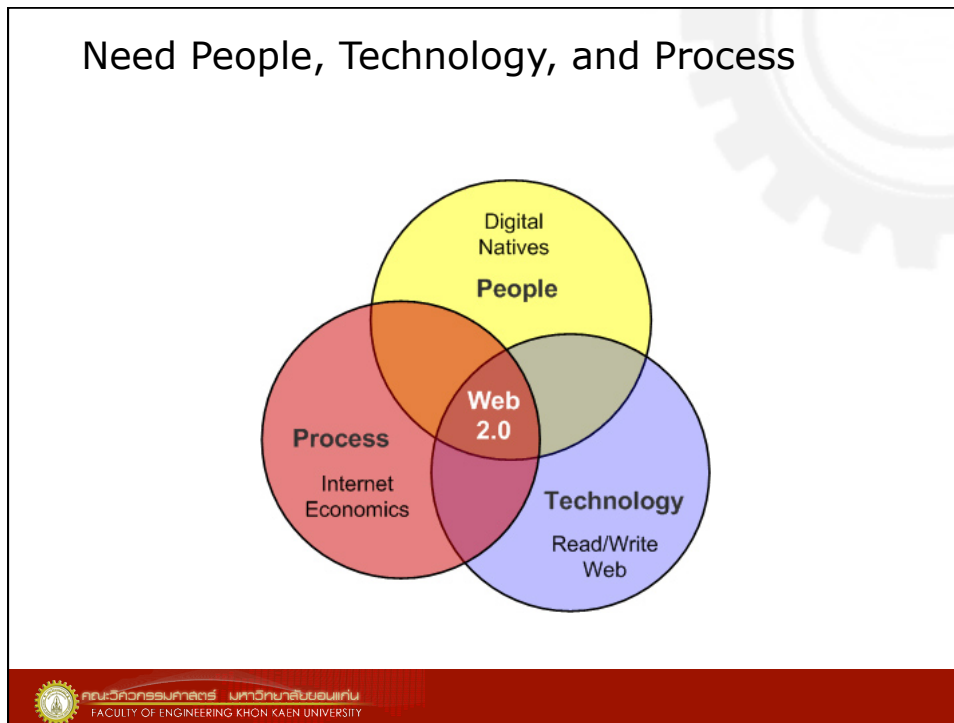 Need People, Technology, and Process
Digital
Natives
People
Web
2.0
Process
Internet
Economics
Technology
Read/Write
Web
คณะวิศวกรรมศาสตร์ มหาวิทยาลัยขอนแก่น
FACULTY OF ENGINEERING KHON KAEN UNIVERSITY